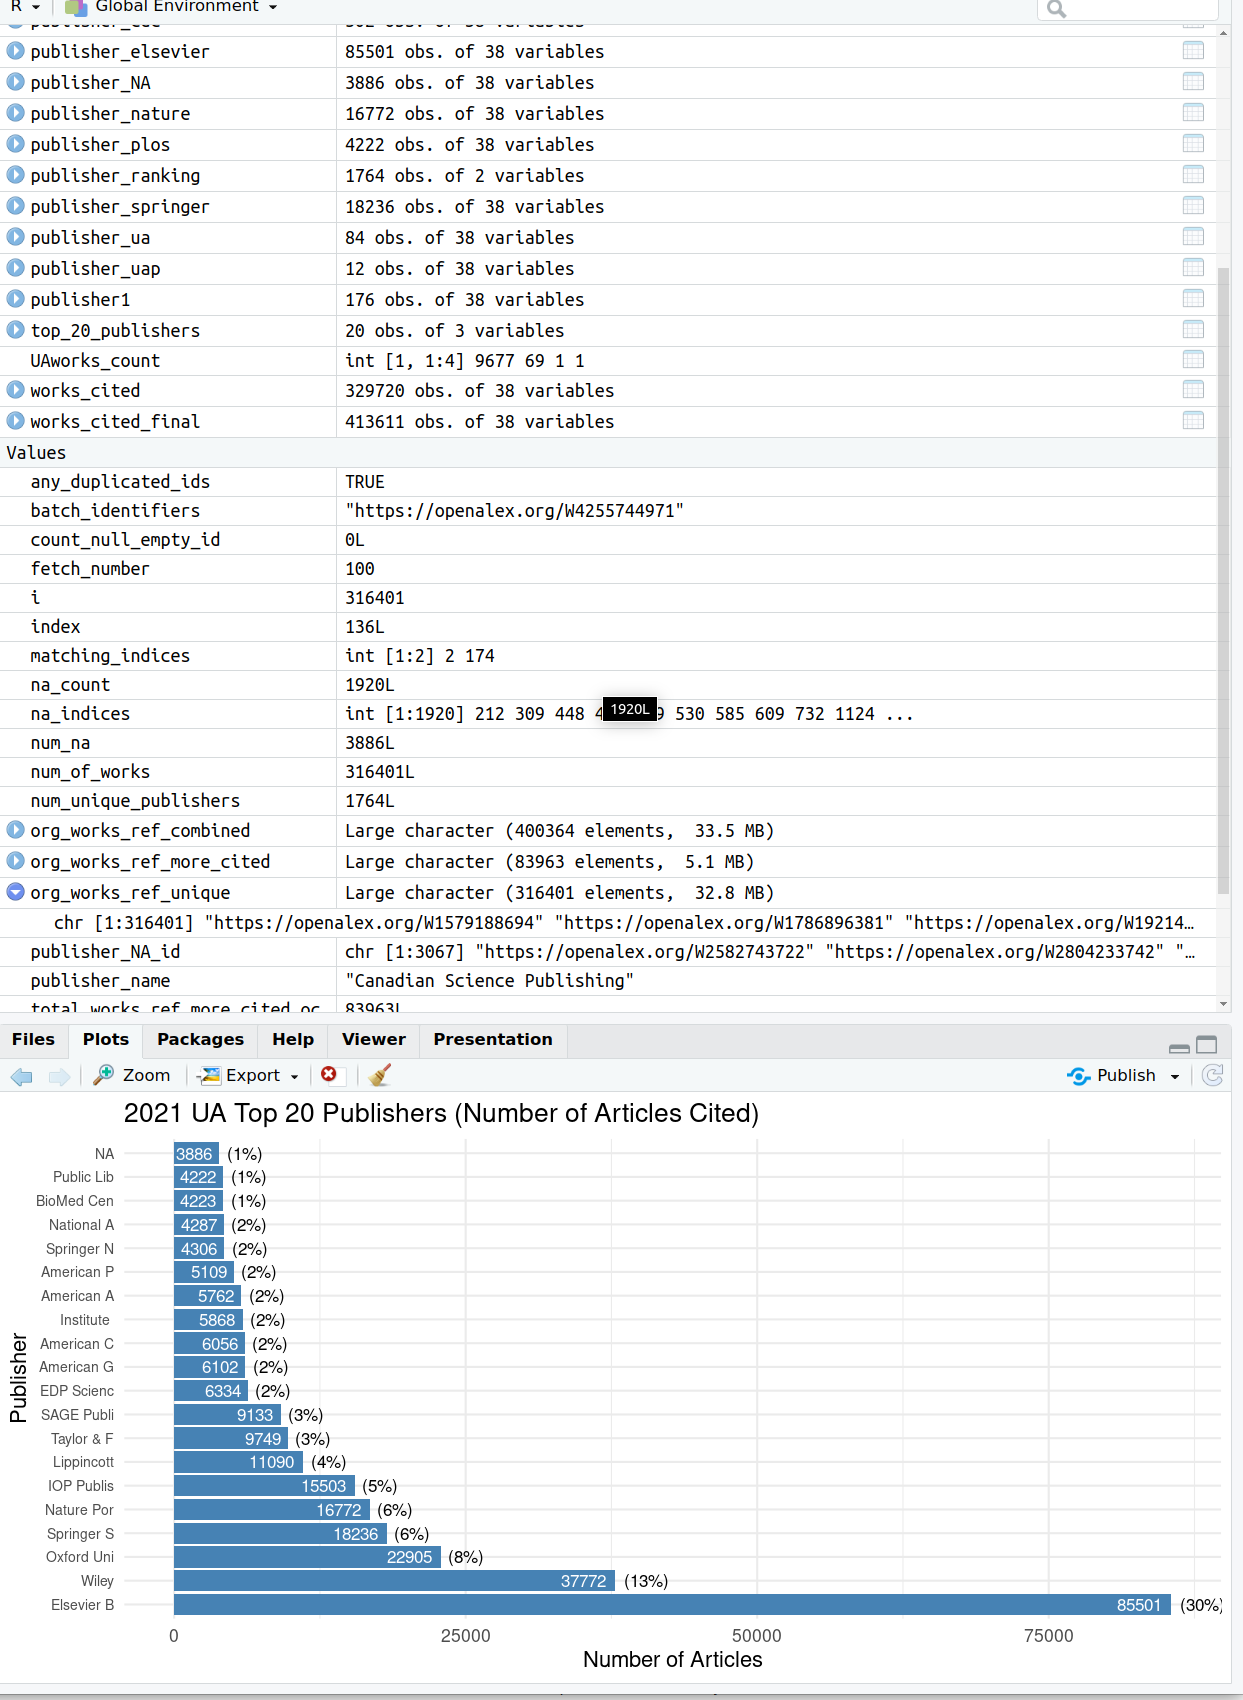 R Global Environment
publisher_elsevier 85501 obs. of 38 variables
publisher_NA 3886 obs. of 38 variables
publisher_nature 16772 obs. of 38 variables
publisher_plos 4222 obs. of 38 variables
publisher_ranking 1764 obs. of 2 variables
publisher_springer 18236 obs. of 38 variables
publisher_ua 84 obs. of 38 variables
publisher_uap 12 obs. of 38 variables
publisher1 176 obs. of 38 variables
top_20_publishers 20 obs. of 3 variables
UAworks_count int [1, 1:4] 9677 69 1 1
works_cited 329720 obs. of 38 variables
works_cited_final 413611 obs. of 38 variables
Values
any_duplicated_ids TRUE
batch_identifiers "https://openalex.org/W4255744971"
count_null_empty_id 0L
fetch_number 100
i 316401
index 136L
matching_indices int [1:2] 2 174
na_count 1920L
na_indices int [1:1920] 212 309 448 4 1920L 9 530 585 609 732 1124 ...
num_na 3886L
num_of_works 316401L
num_unique_publishers 1764L
org_works_ref_combined Large character (400364 elements, 33.5 MB)
org_works_ref_more_cited Large character (83963 elements, 5.1 MB)
org_works_ref_unique Large character (316401 elements, 32.8 MB)
chr [1:316401] "https://openalex.org/W1579188694" "https://openalex.org/W1786896381" "https://openalex.org/W19214…
publisher_NA_id chr [1:3067] "https://openalex.org/W2582743722" "https://openalex.org/W2804233742" "…
publisher_name "Canadian Science Publishing"
total_works_ref_more_cited_oc 83963L
Files Plots Packages Help Viewer Presentation
Zoom Export Publish
2021 UA Top 20 Publishers (Number of Articles Cited)
NA 3886 (1%)
Public Lib 4222 (1%)
BioMed Cen 4223 (1%)
National A 4287 (2%)
Springer N 4306 (2%)
American P 5109 (2%)
American A 5762 (2%)
Institute 5868 (2%)
American C 6056 (2%)
American G 6102 (2%)
EDP Scienc 6334 (2%)
SAGE Publi 9133 (3%)
Taylor & F 9749 (3%)
Lippincott 11090 (4%)
IOP Publis 15503 (5%)
Nature Por 16772 (6%)
Springer S 18236 (6%)
Oxford Uni 22905 (8%)
Wiley 37772 (13%)
Elsevier B 85501 (30%)
Publisher
0 25000 50000 75000
Number of Articles